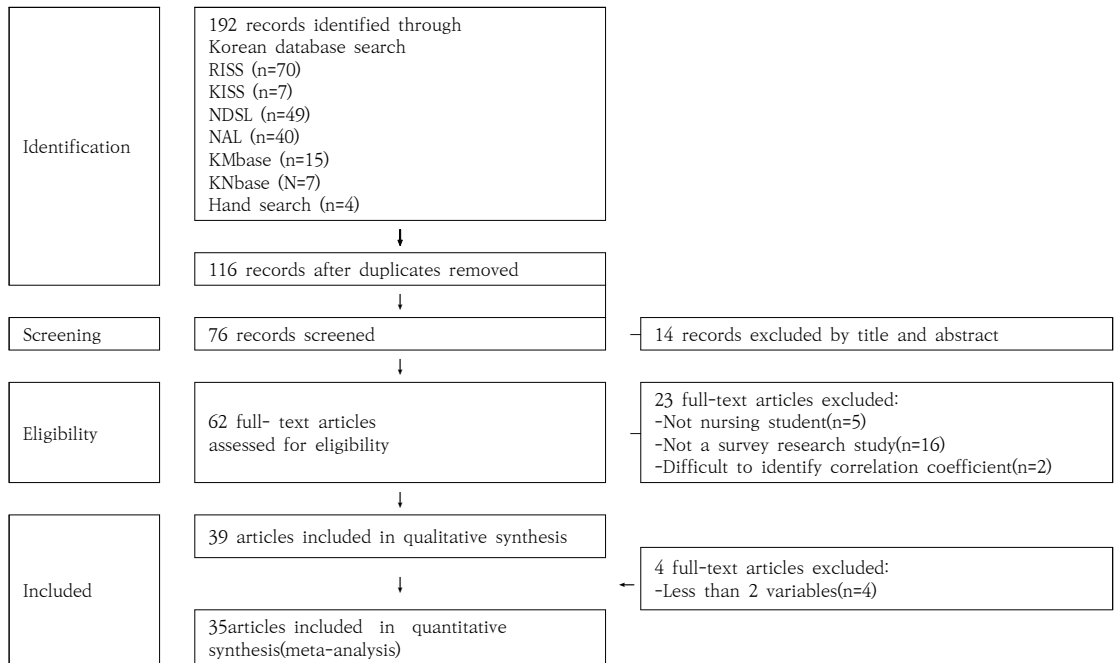 Identification
192 records identified through
Korean database search
RISS (n=70)
KISS (n=7)
NDSL (n=49)
NAL (n=40)
KMbase (n=15)
KNbase (N=7)
Hand search (n=4)
116 records after duplicates removed
Screening
76 records screened
14 records excluded by title and abstract
Eligibility
62 full- text articles
assessed for eligibility
23 full-text articles excluded:
-Not nursing student(n=5)
-Not a survey research study(n=16)
-Difficult to identify correlation coefficient(n=2)
Included
39 articles included in qualitative synthesis
4 full-text articles excluded:
-Less than 2 variables(n=4)
35articles included in quantitative
synthesis(meta-analysis)